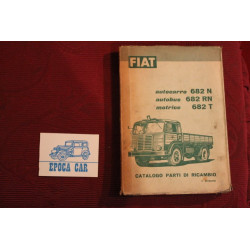 FIAT
autocarro 682 N
autobus 682 RN
motrice 682 T
CATALOGO PARTI DI RICAMBIO
EPOCA CAR